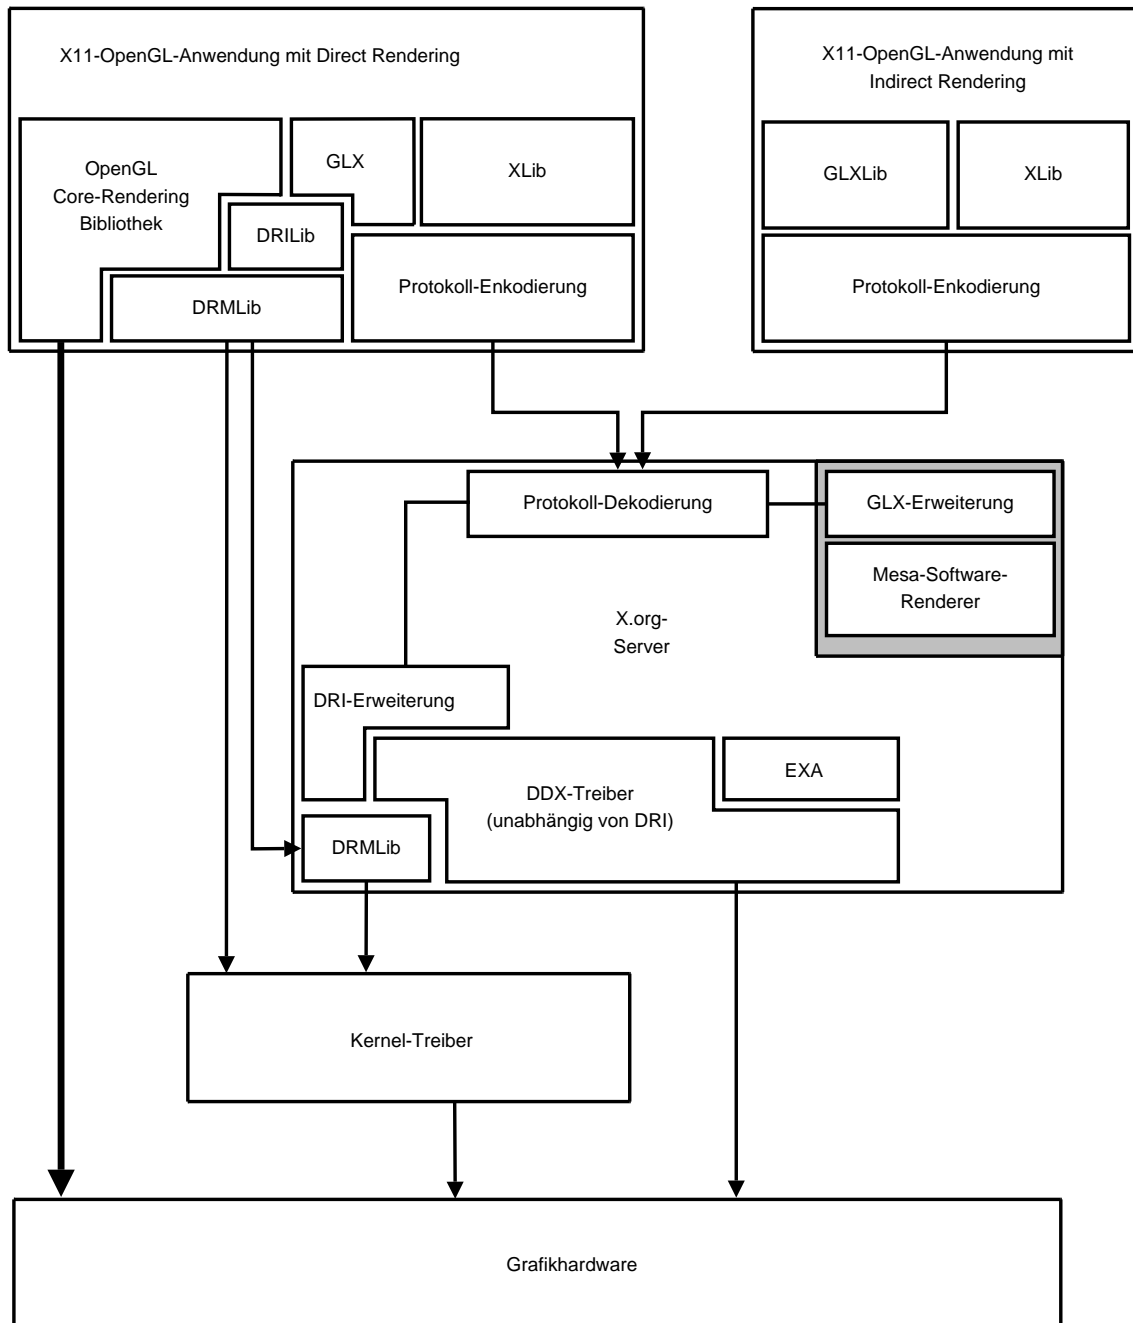 X11-OpenGL-Anwendung mit Direct Rendering
X11-OpenGL-Anwendung mit
Indirect Rendering
OpenGL
Core-Rendering
Bibliothek
GLX
XLib
DRILib
DRMLib
Protokoll-Enkodierung
GLXLib
XLib
Protokoll-Enkodierung
Protokoll-Dekodierung
GLX-Erweiterung
Mesa-Software-
Renderer
X.org-
Server
DRI-Erweiterung
EXA
DDX-Treiber
(unabhängig von DRI)
DRMLib
Kernel-Treiber
Grafikhardware